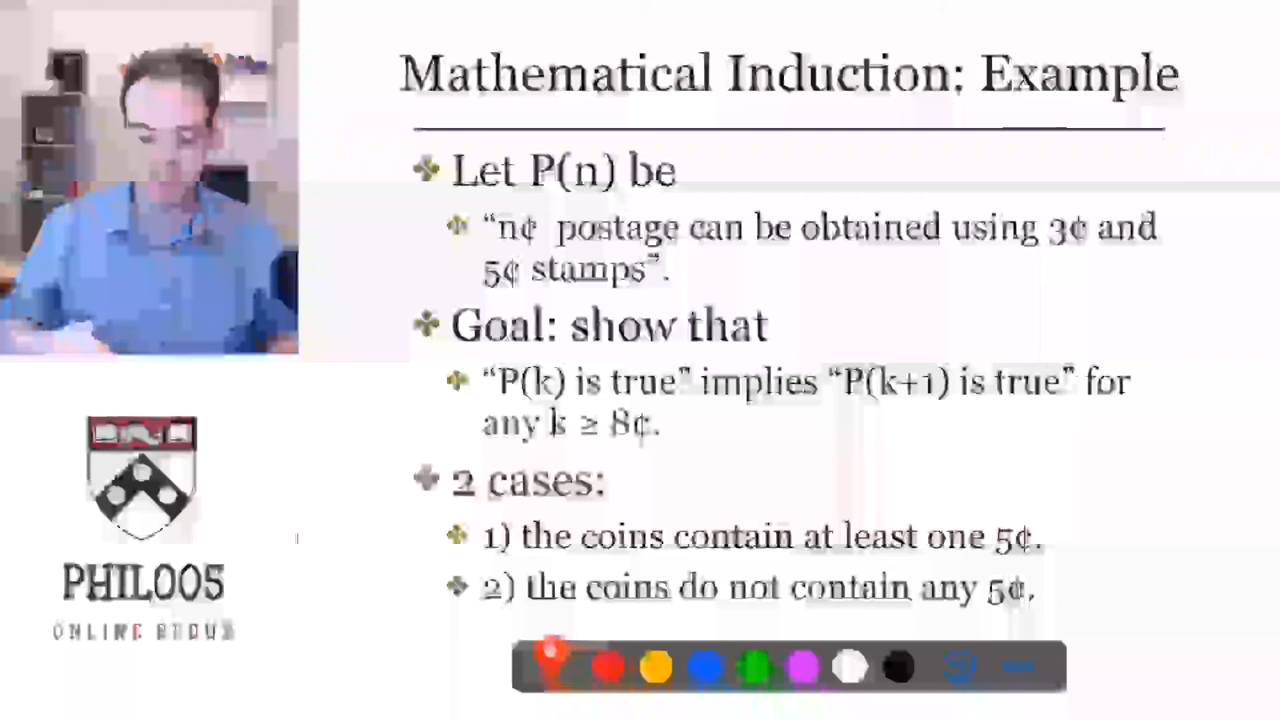 Mathematical Induction: Example
Let P(n) be
“n¢ postage can be obtained using 3¢ and
5¢ stamps”.
Goal: show that
“P(k) is true” implies “P(k+1) is true” for
any k ≥ 8¢.
2 cases:
1) the coins contain at least one 5¢.
2) the coins do not contain any 5¢.
PHIL005
ONLINE